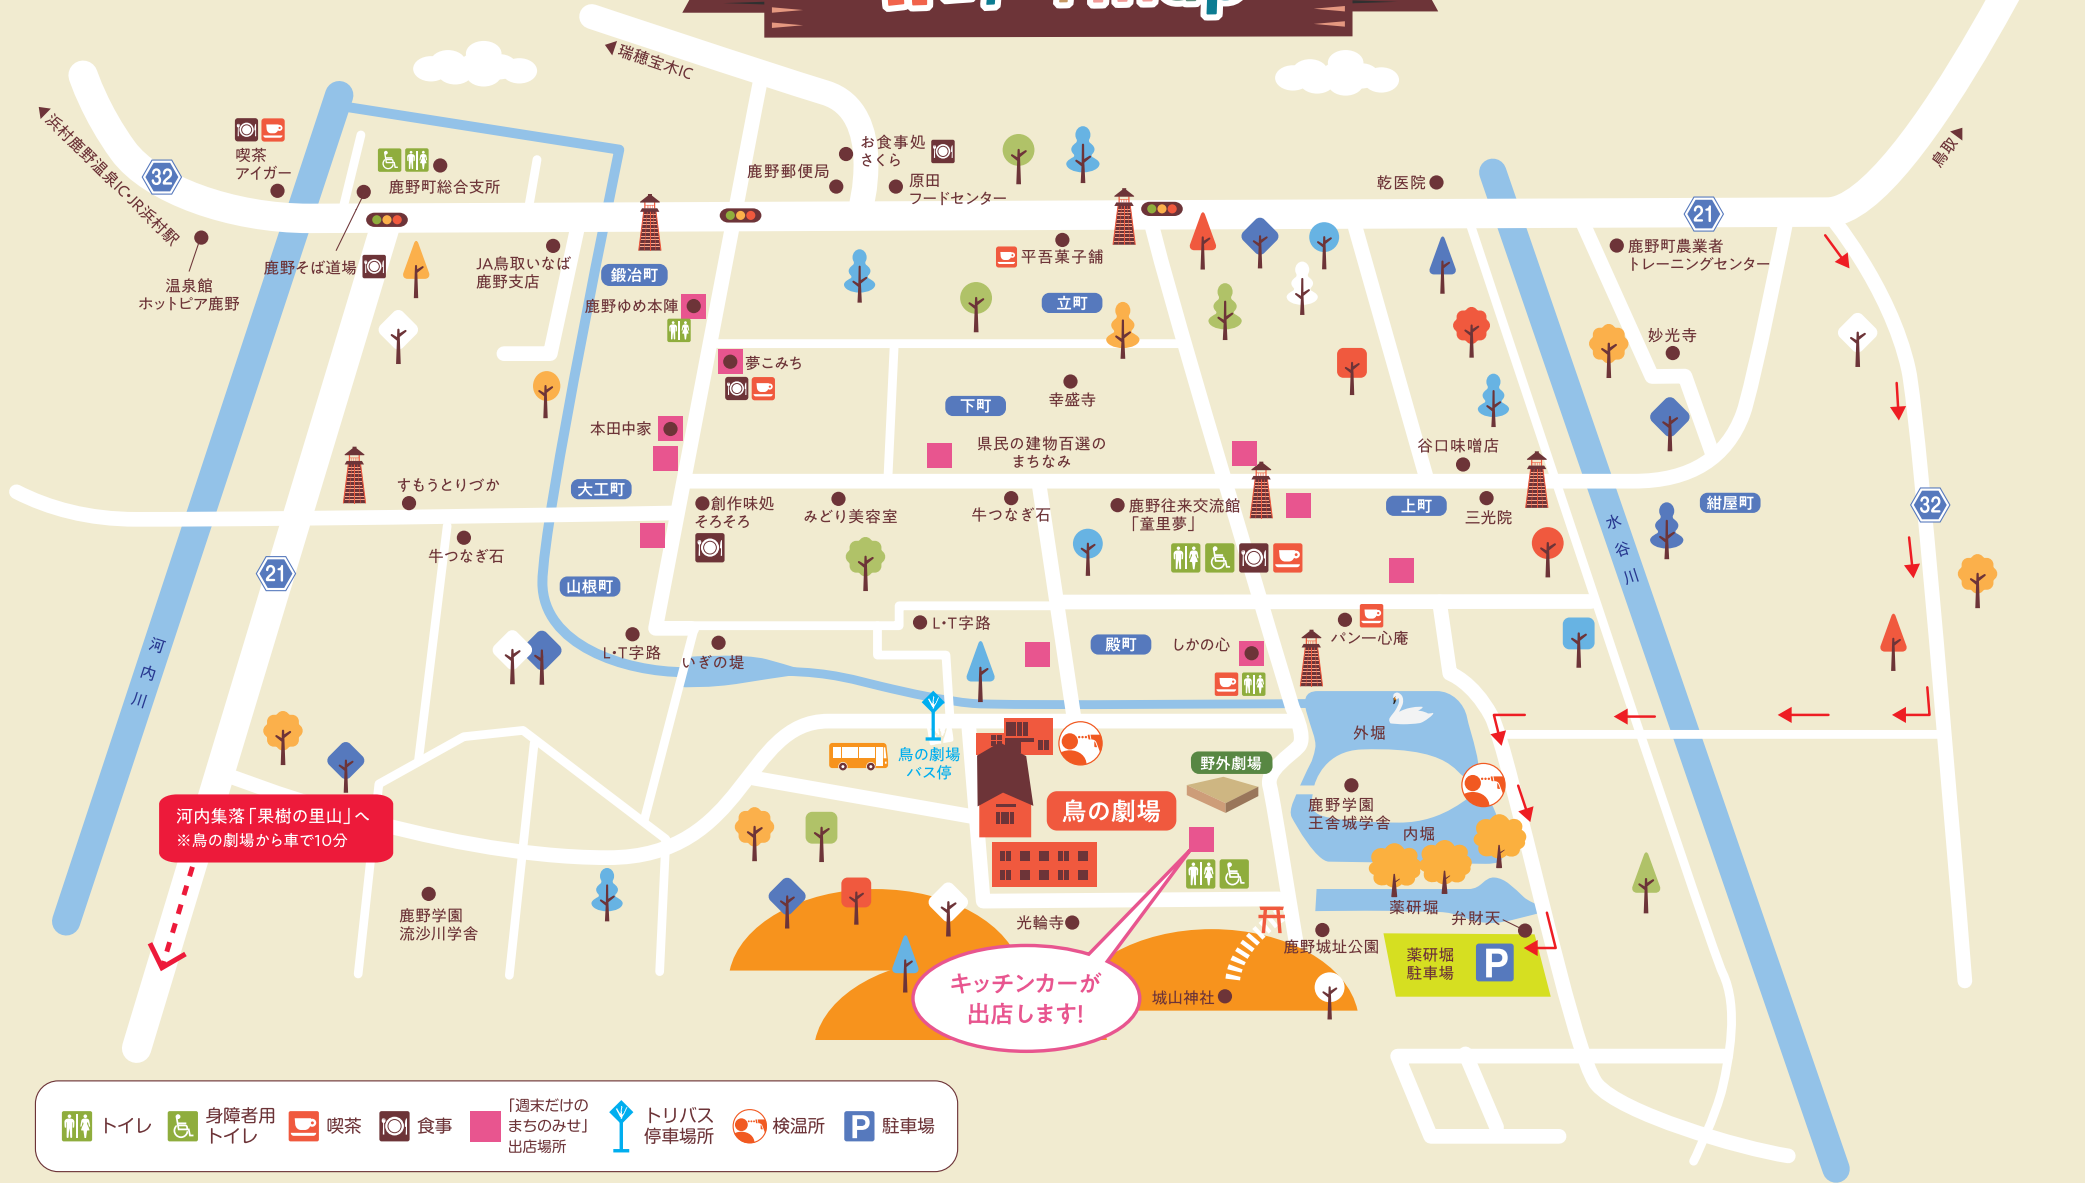 瑞穂宝木IC
浜村鹿野温泉IC・JR浜村駅
32
喫茶
アイガー
鹿野町総合支所
鹿野郵便局
お食事処
さくら
原田
フードセンター
乾医院
21
鳥取
鹿野町農業者
トレーニングセンター
温泉館
ホットピア鹿野
鹿野そば道場
JA鳥取いなば
鹿野支店
鍛冶町
鹿野ゆめ本陣
平吾菓子舗
立町
妙光寺
夢こみち
幸盛寺
下町
本田中家
県民の建物百選の
まちなみ
谷口味噌店
すもうとりづか
大工町
創作味処
そろそろ
みどり美容室
牛つなぎ石
鹿野往来交流館
「童里夢」
上町
三光院
紺屋町
32
水谷川
牛つなぎ石
21
山根町
河内川
L・T字路
いぎの堤
L・T字路
殿町
しかの心
パン一心庵
外堀
鳥の劇場
バス停
野外劇場
鳥の劇場
鹿野学園
王舎城学舎
内堀
河内集落「果樹の里山」へ
※鳥の劇場から車で10分
鹿野学園
流沙川学舎
光輪寺
薬研堀
弁財天
鹿野城址公園
薬研堀
駐車場
P
城山神社
キッチンカーが
出店します!
トイレ
身障者用
トイレ
喫茶
食事
「週末だけの
まちのみせ」
出店場所
トリバス
停車場所
検温所
P
駐車場